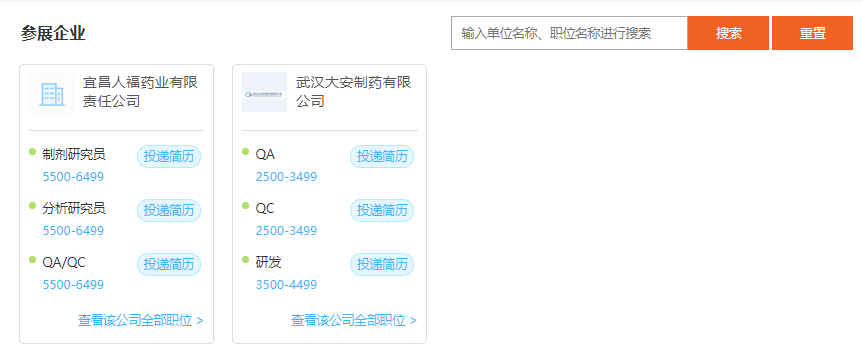 参展企业
输入单位名称、职位名称进行搜索
搜索
重置
宜昌人福药业有限
责任公司
制剂研究员
投递简历
5500-6499
分析研究员
投递简历
5500-6499
QA/QC
投递简历
5500-6499
查看该公司全部职位 >
武汉大安制药有限
公司
QA
投递简历
2500-3499
QC
投递简历
2500-3499
研发
投递简历
3500-4499
查看该公司全部职位 >